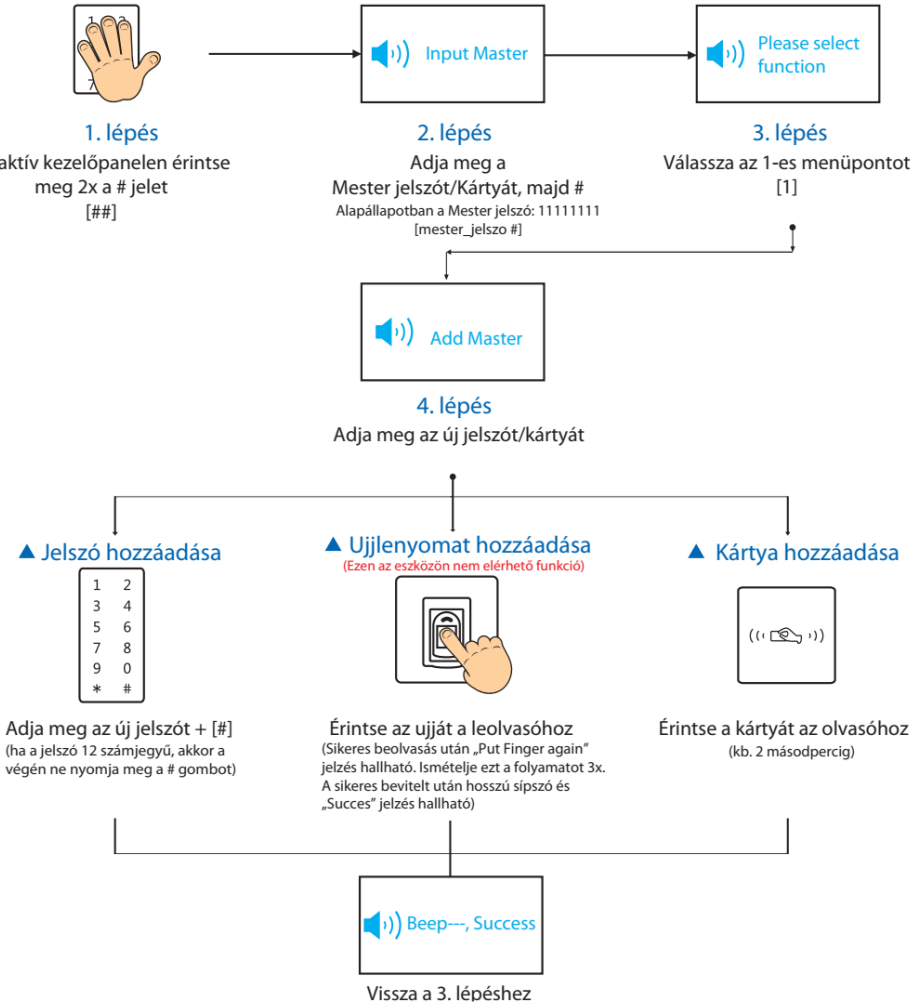 1 2
7
Input Master
Please select
function
1. lépés
aktív kezelőpanelen érintse
meg 2x a # jelet
[##]
2. lépés
Adja meg a
Mester jelszót/Kártyát, majd #
Alapállapotban a Mester jelszó: 11111111
[mester_jelszo #]
3. lépés
Válassza az 1-es menüpontot
[1]
Add Master
4. lépés
Adja meg az új jelszót/kártyát
▲ Jelszó hozzáadása
1 2
3 4
5 6
7 8
9 0
* #
Adja meg az új jelszót + [#]
(ha a jelszó 12 számjegyű, akkor a
végén ne nyomja meg a # gombot)
▲ Ujjlenyomat hozzáadása
(Ezen az eszközön nem elérhető funkció)
Érintse az ujját a leolvasóhoz
(Sikeres beolvasás után „Put Finger again”
jelzés hallható. Ismételje ezt a folyamatot 3x.
A sikeres bevitelt után hosszú sípszó és
„Succes” jelzés hallható)
▲ Kártya hozzáadása
Érintse a kártyát az olvasóhoz
(kb. 2 másodpercig)
Beep---, Success
Vissza a 3. lépéshez